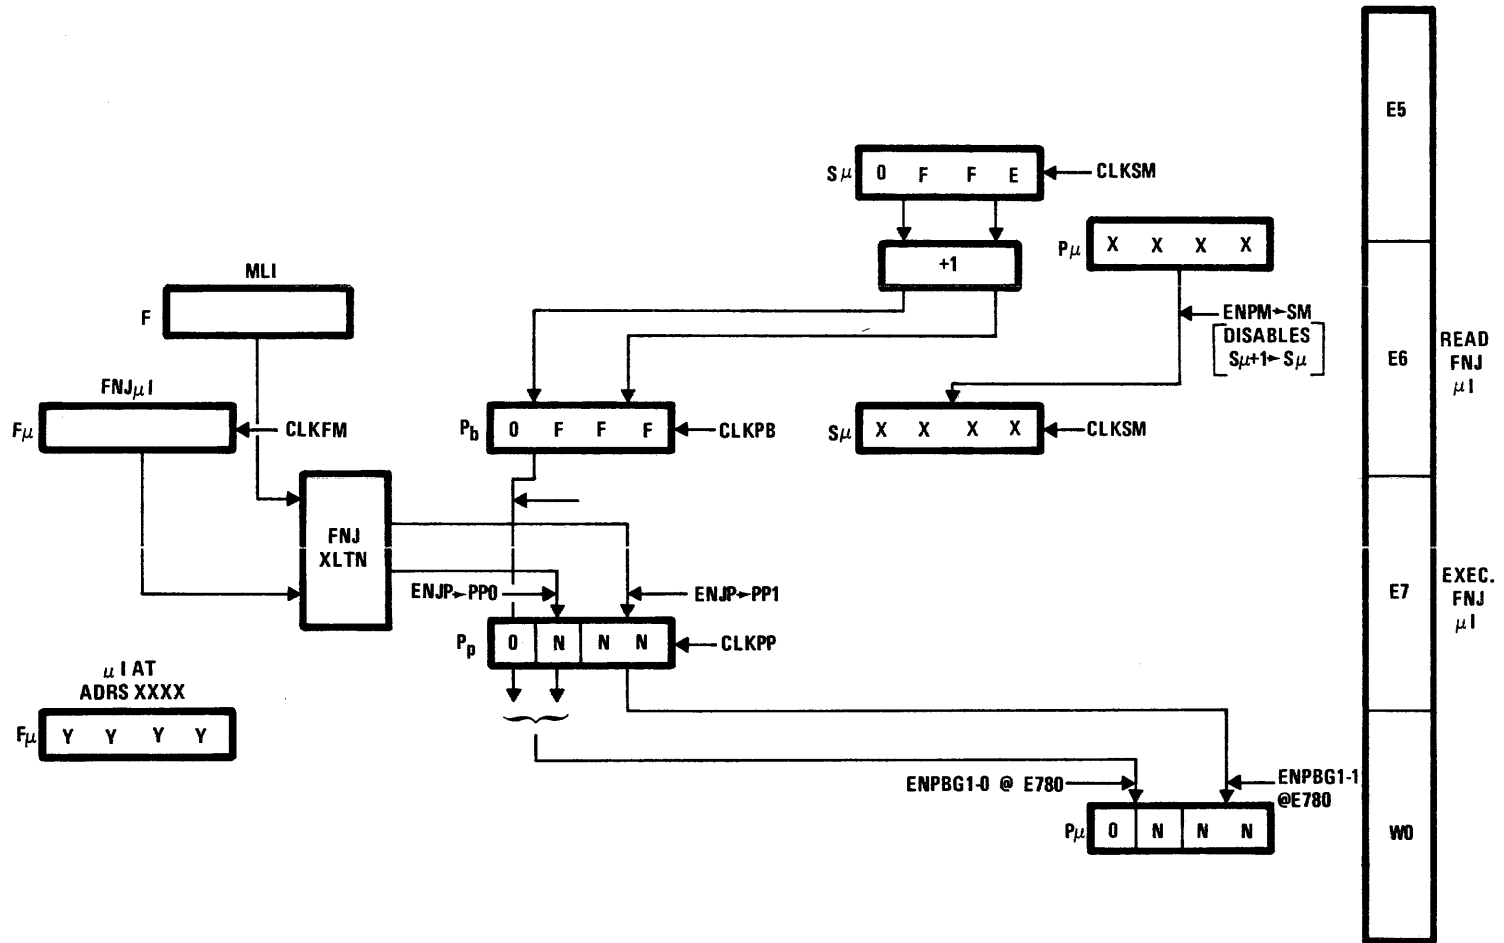 E5
Sμ 0 F F E CLKSM
Pμ X X X X
+1
MLI
F
ENPM→SM
[DISABLES
Sμ+1→Sμ]
E6
READ
FNJ
μI
FNJμI
Fμ
CLKFM
Pb 0 F F F CLKPB
Sμ X X X X CLKSM
FNJ
XLTN
ENJP→PP0
ENJP→PP1
E7
EXEC.
FNJ
μI
Pp 0 N N N CLKPP
μI AT
ADRS XXXX
Fμ Y Y Y Y
ENPBG1-0 @ E780
ENPBG1-1
@E780
Pμ 0 N N N
W0